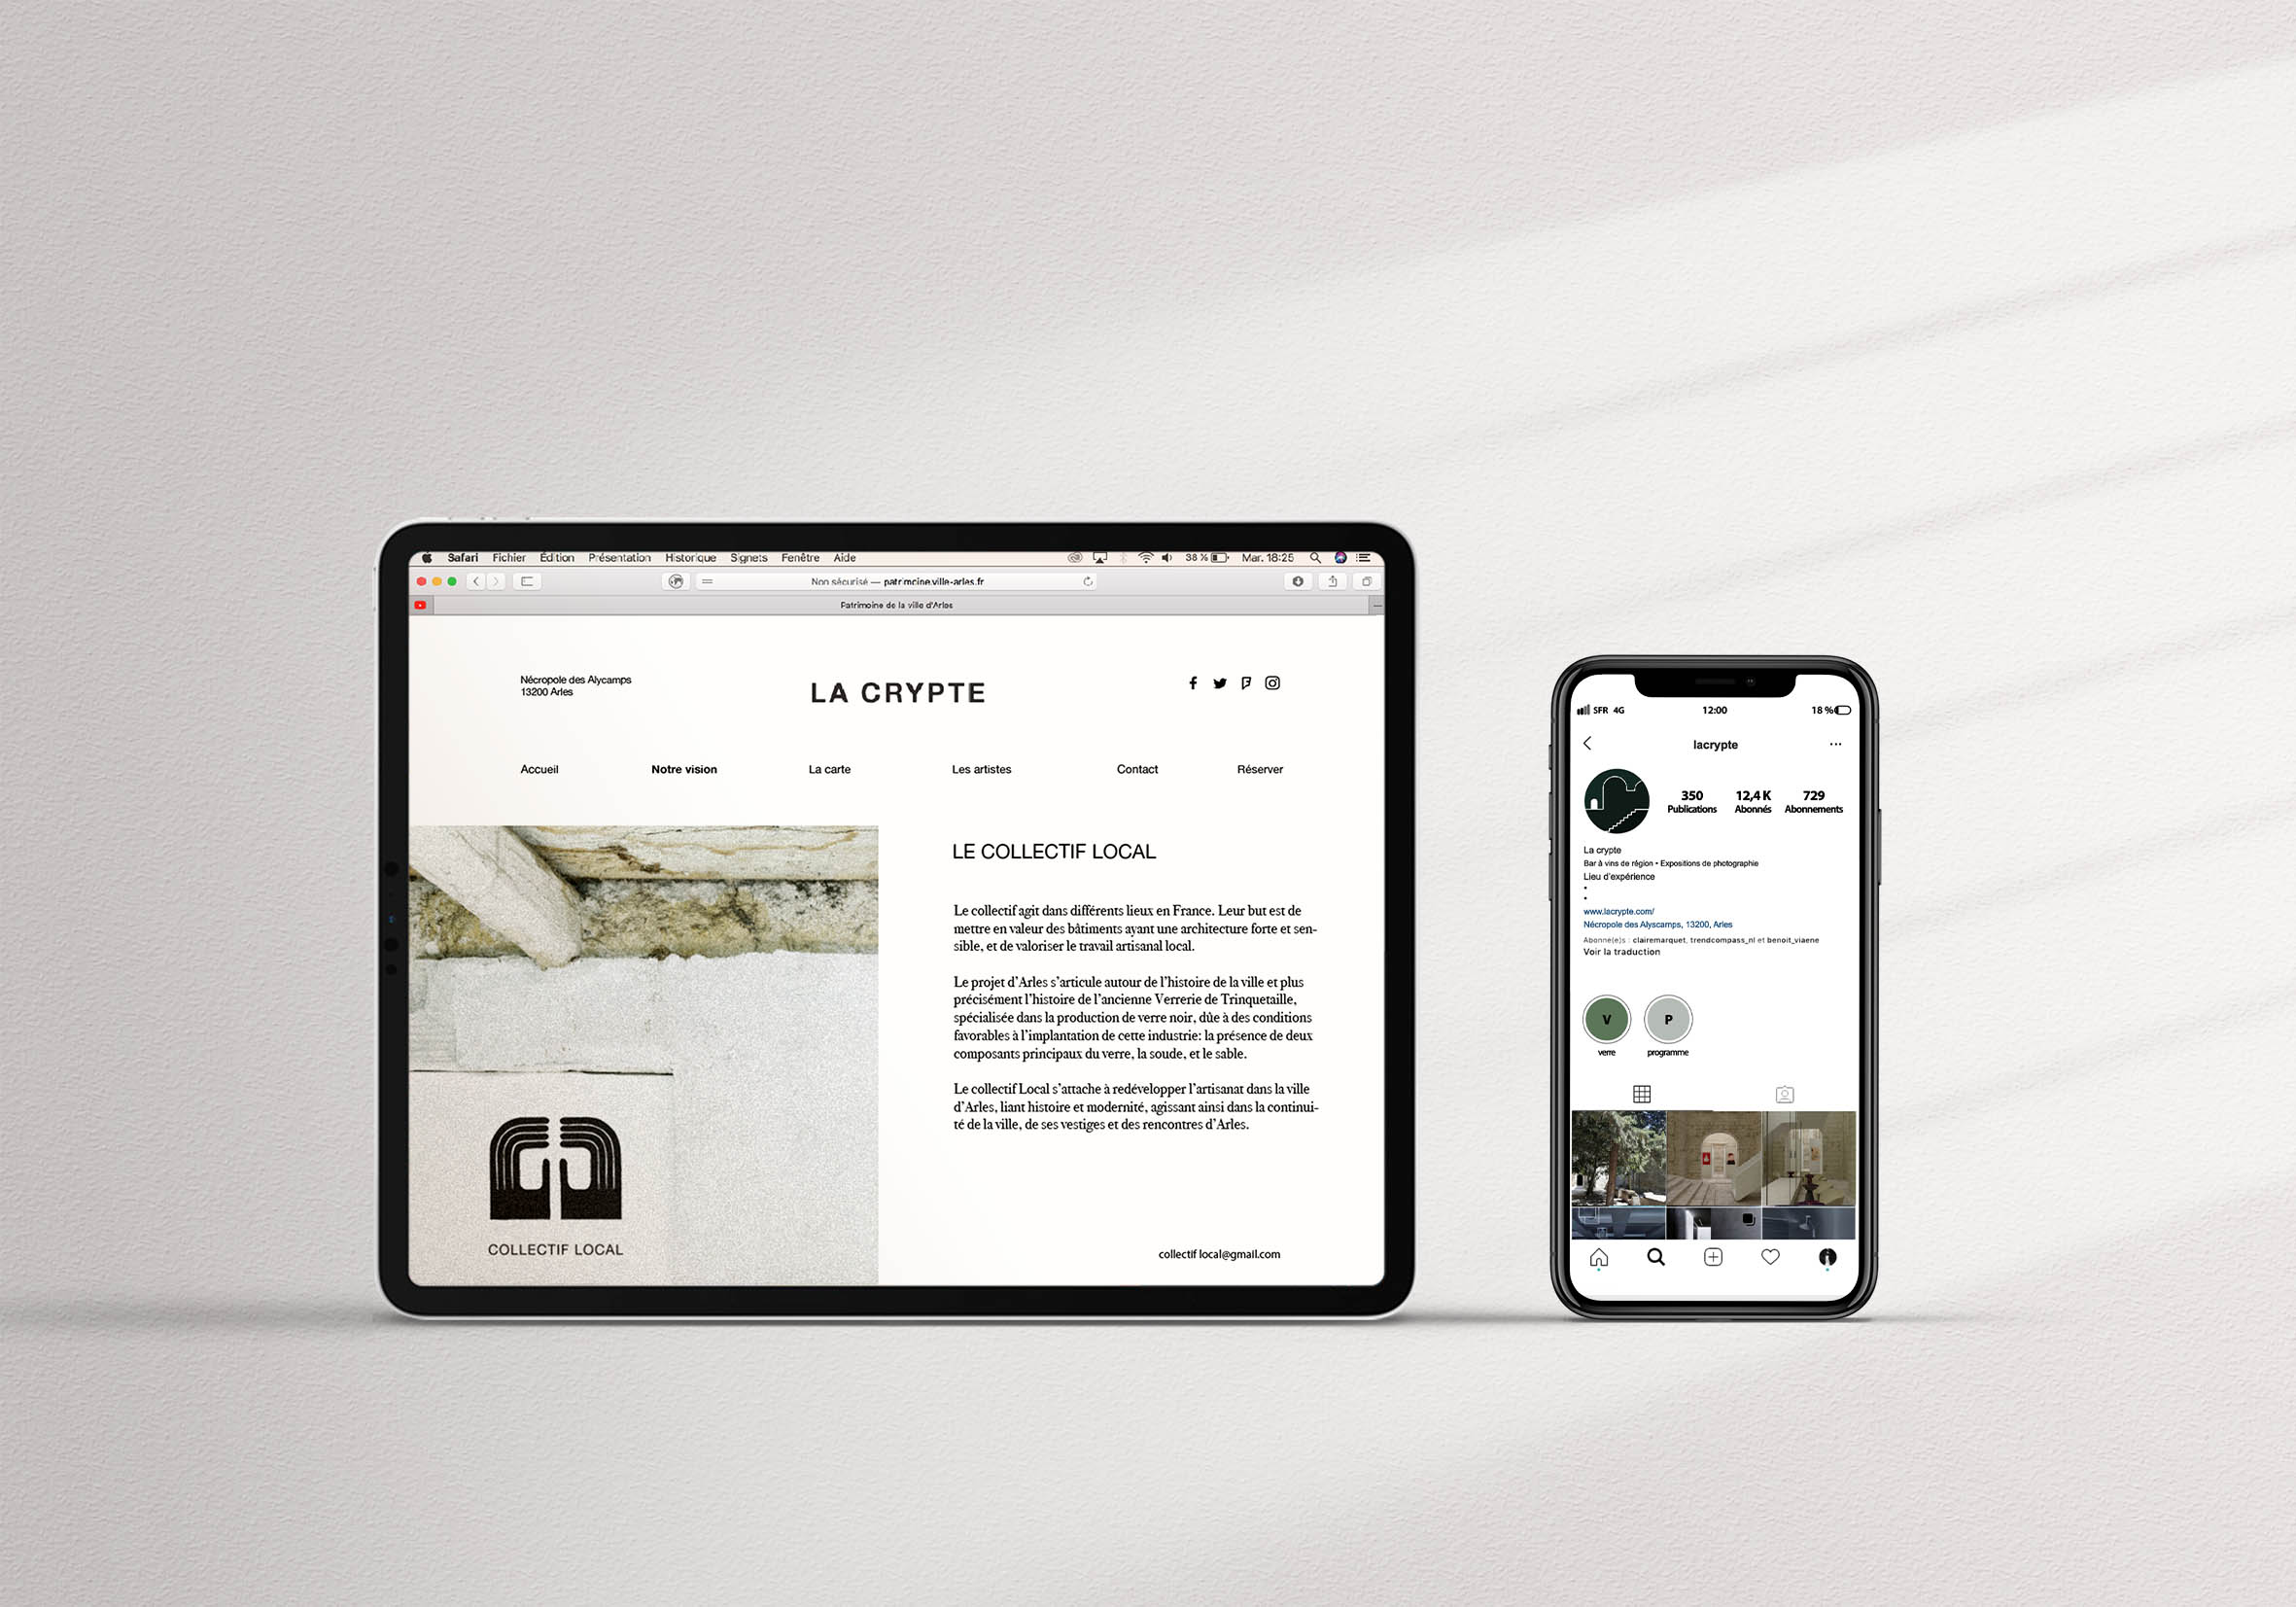 Safari Fichier Édition Présentation Historique Signets Fenêtre Aide 38 % Mar. 18:25
Non sécurisé — patrimoine.ville-arles.fr
Patrimoine de la ville d'Arles
Nécropole des Alycamps
13200 Arles
LA CRYPTE
Accueil Notre vision La carte Les artistes Contact Réserver
LE COLLECTIF LOCAL
Le collectif agit dans différents lieux en France. Leur but est de
mettre en valeur des bâtiments ayant une architecture forte et sen-
sible, et de valoriser le travail artisanal local.
Le projet d'Arles s'articule autour de l'histoire de la ville et plus
précisément l'histoire de l'ancienne Verrerie de Trinquetaille,
spécialisée dans la production de verre noir, dûe à des conditions
favorables à l'implantation de cette industrie: la présence de deux
composants principaux du verre, la soude, et le sable.
Le collectif Local s'attache à redévelopper l'artisanat dans la ville
d'Arles, liant histoire et modernité, agissant ainsi dans la continui-
té de la ville, de ses vestiges et des rencontres d'Arles.
COLLECTIF LOCAL
collectif local@gmail.com
SFR 4G 12:00 18 %
lacrypte
350 12,4 K 729
Publications Abonnés Abonnements
La crypte
Bar à vins de région • Expositions de photographie
Lieu d'expérience
•
•
www.lacrypte.com/
Nécropole des Alyscamps, 13200, Arles
Abonné(e)s : clairemarquet, trendcompass_nl et benoit_viaene
Voir la traduction
V P
verre programme